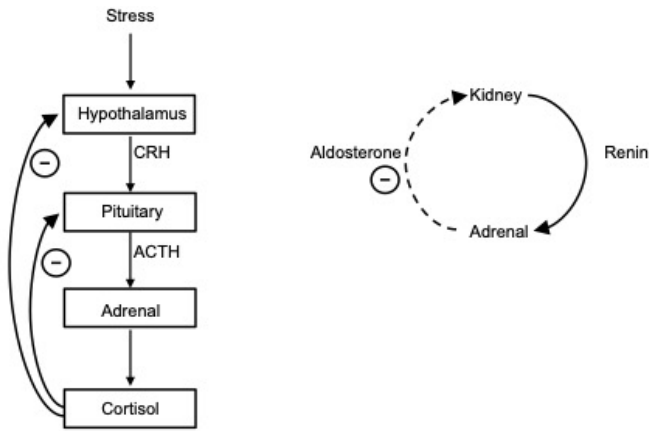 Stress
Hypothalamus
CRH
−
Pituitary
ACTH
−
Adrenal
Cortisol
Kidney
Aldosterone
−
Renin
Adrenal